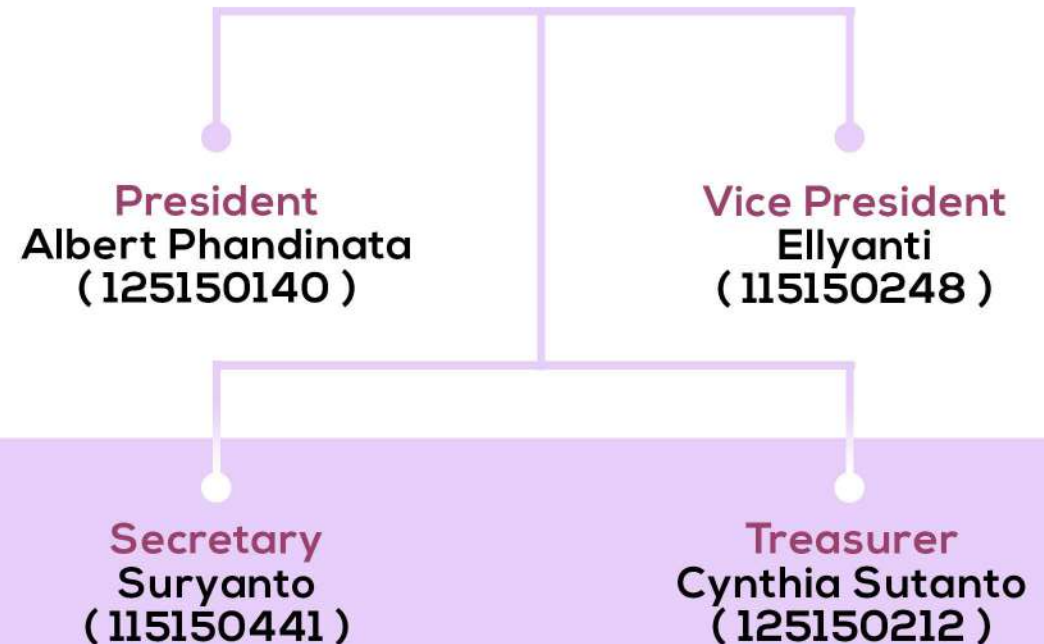 President
Albert Phandinata
( 125150140 )
Vice President
Ellyanti
( 115150248 )
Secretary
Suryanto
( 115150441 )
Treasurer
Cynthia Sutanto
( 125150212 )